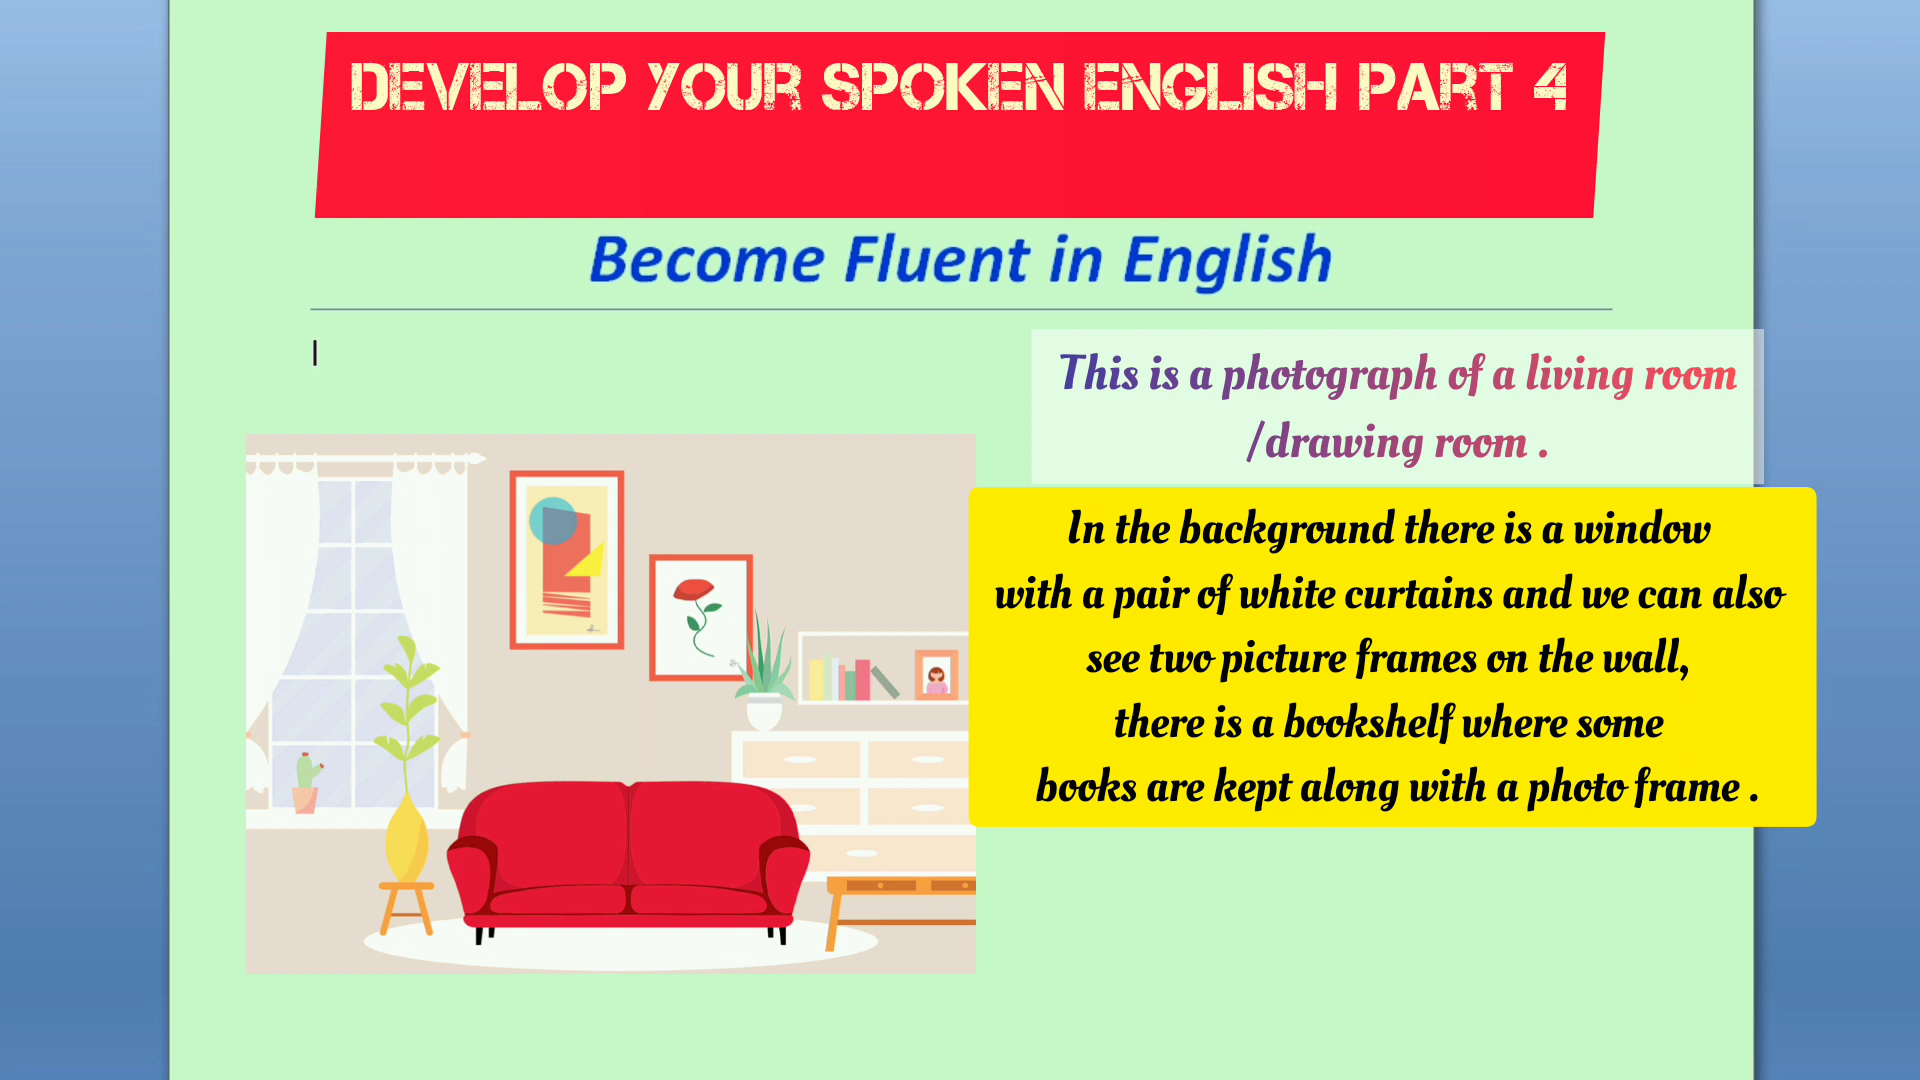 DEVELOP YOUR SPOKEN ENGLISH PART 4
Become Fluent in English
This is a photograph of a living room
/drawing room .
In the background there is a window
with a pair of white curtains and we can also
see two picture frames on the wall,
there is a bookshelf where some
books are kept along with a photo frame .